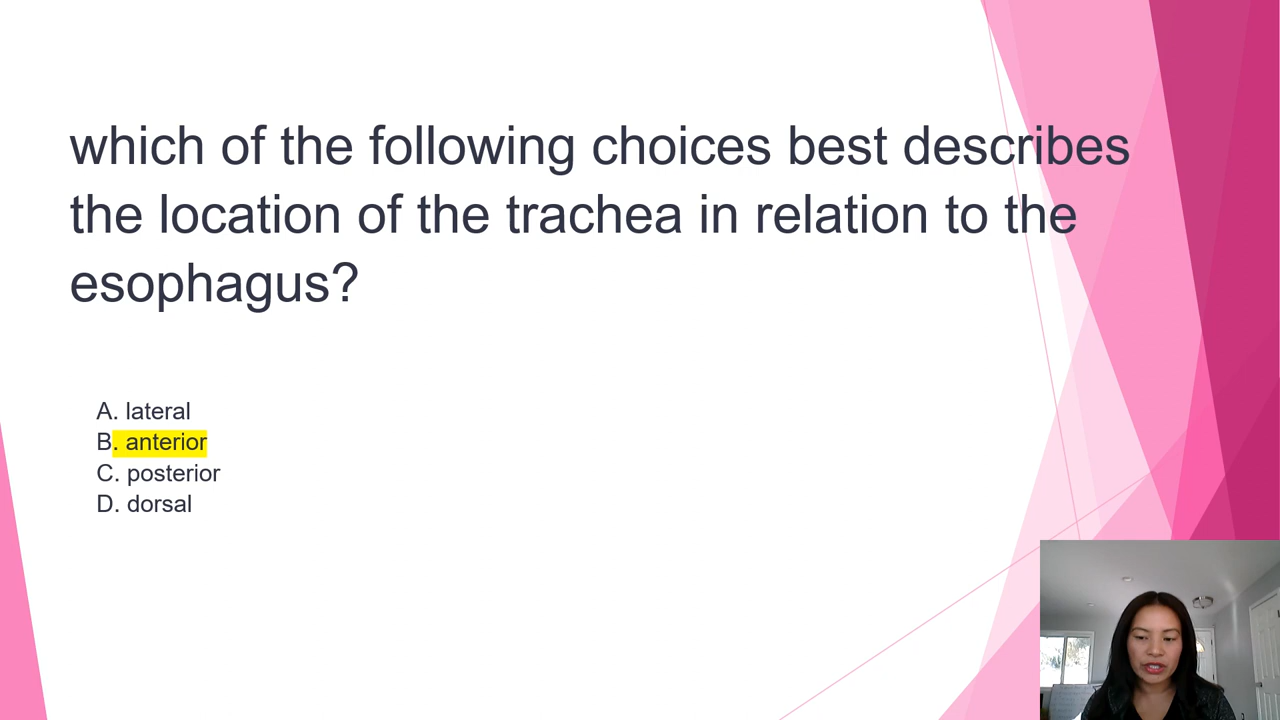 which of the following choices best describes
the location of the trachea in relation to the
esophagus?
A. lateral
B. anterior
C. posterior
D. dorsal